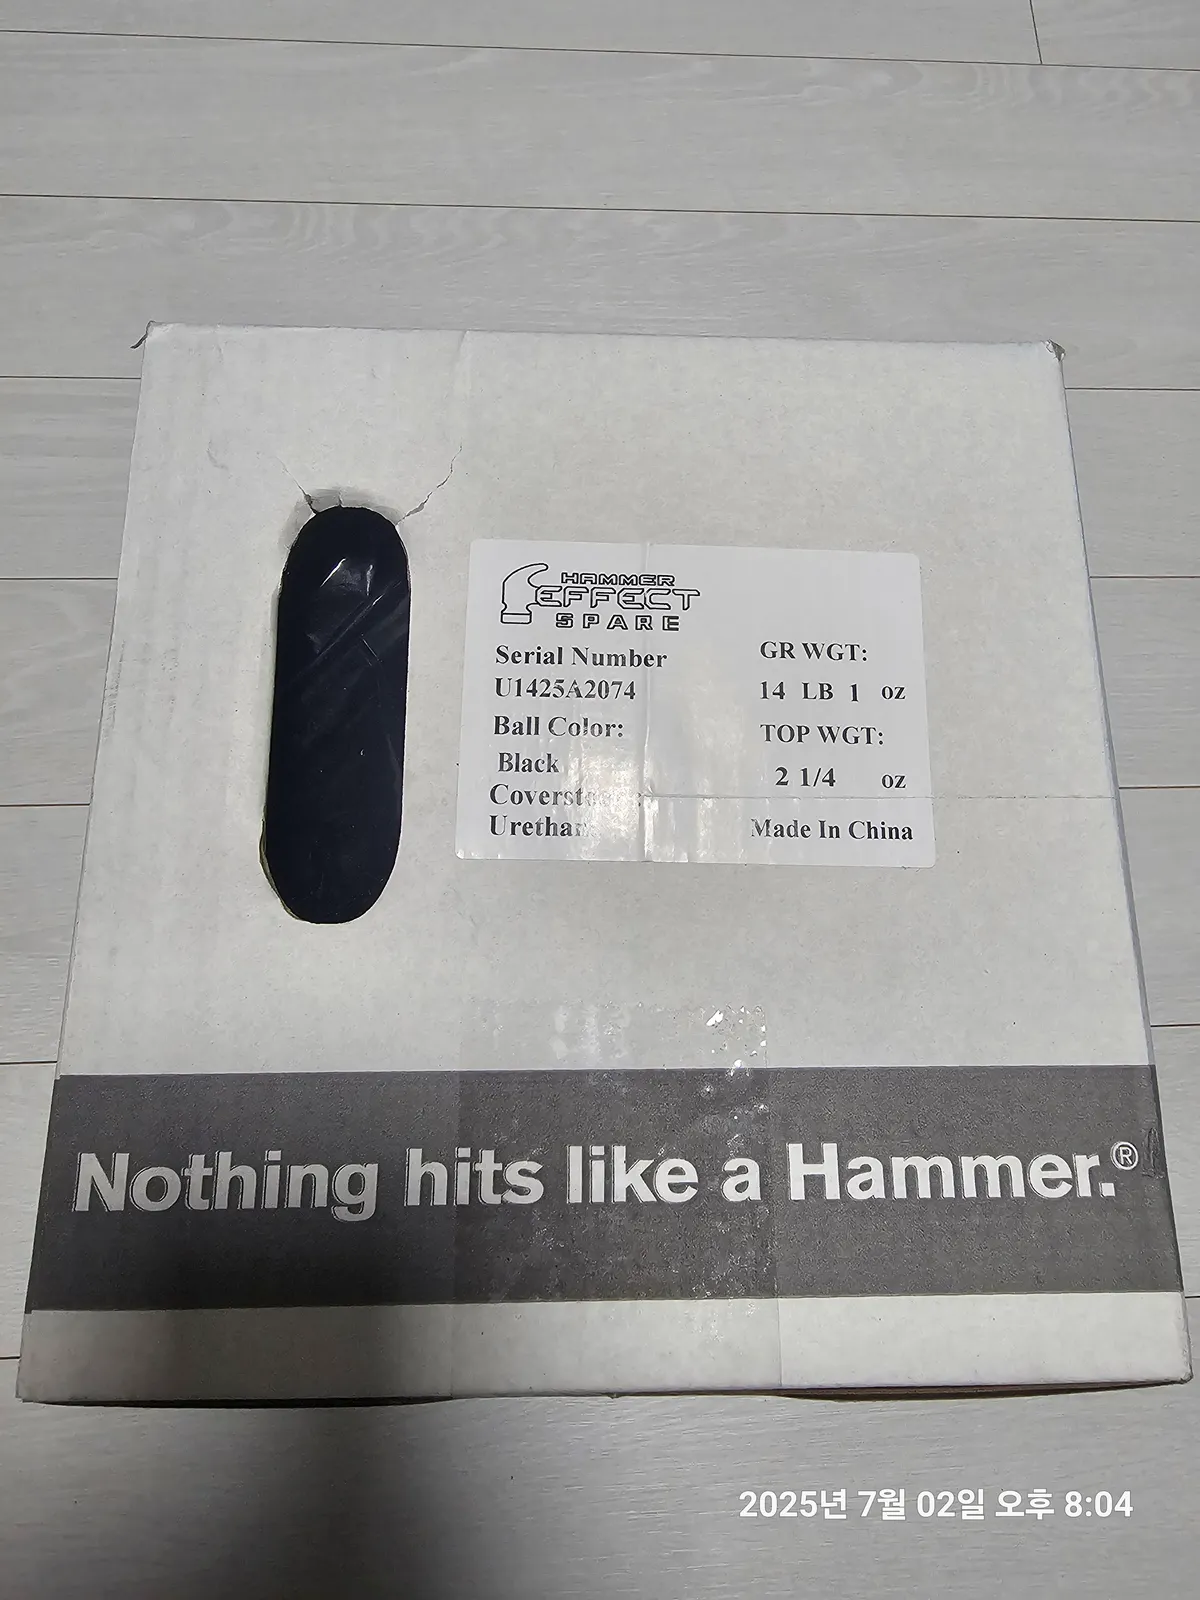 HAMMER
EFFECT
SPARE
Serial Number
U1425A2074
Ball Color:
Black
Urethan
GR WGT:
14 LB 1 oz
TOP WGT:
2 1/4 oz
Made In China
Nothing hits like a Hammer.®
2025년 7월 02일 오후 8:04